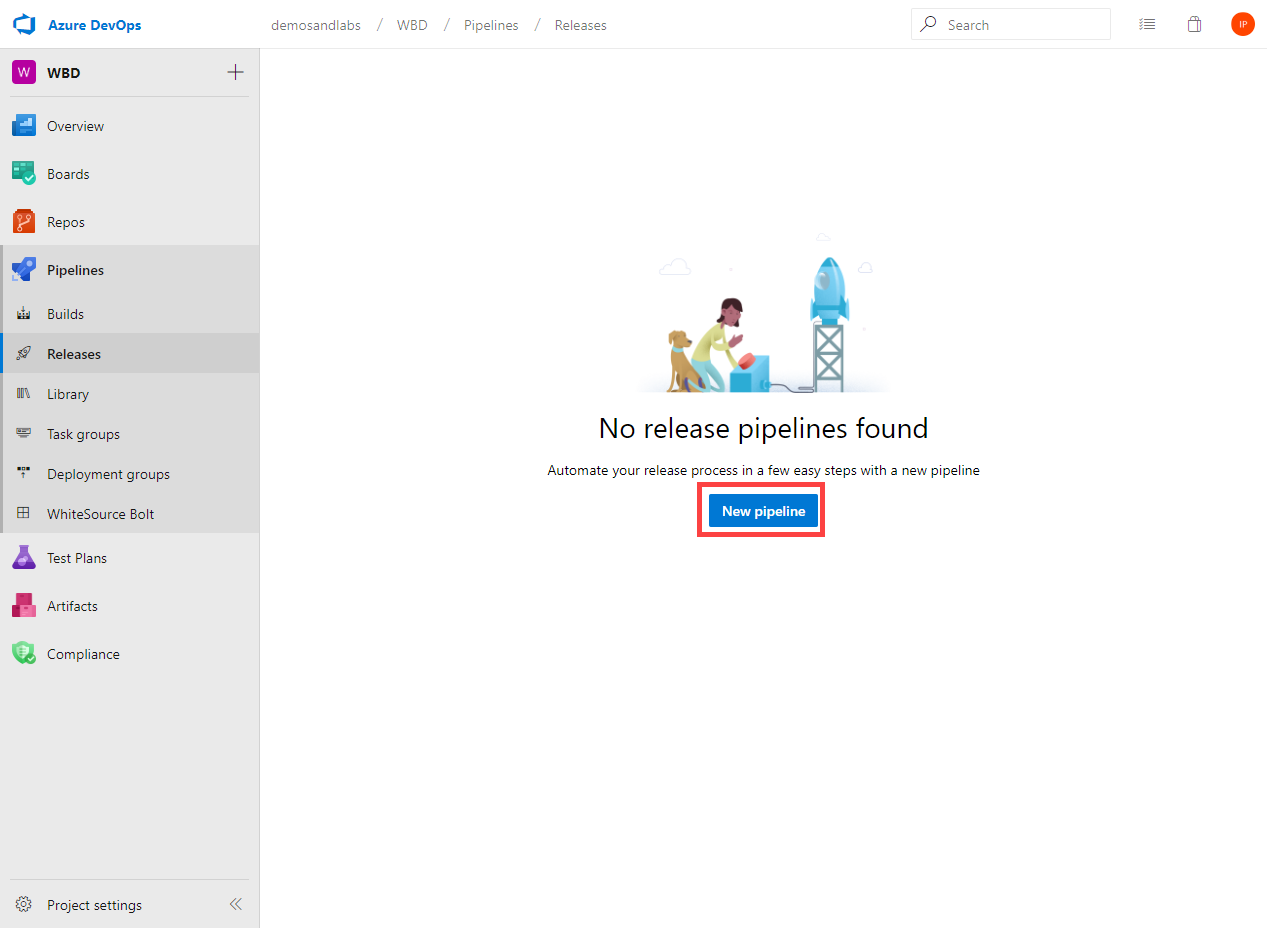 Azure DevOps
demosandlabs / WBD / Pipelines / Releases
Search
IP
W WBD
Overview
Boards
Repos
Pipelines
Builds
Releases
Library
Task groups
Deployment groups
WhiteSource Bolt
Test Plans
Artifacts
Compliance
Project settings
No release pipelines found
Automate your release process in a few easy steps with a new pipeline
New pipeline